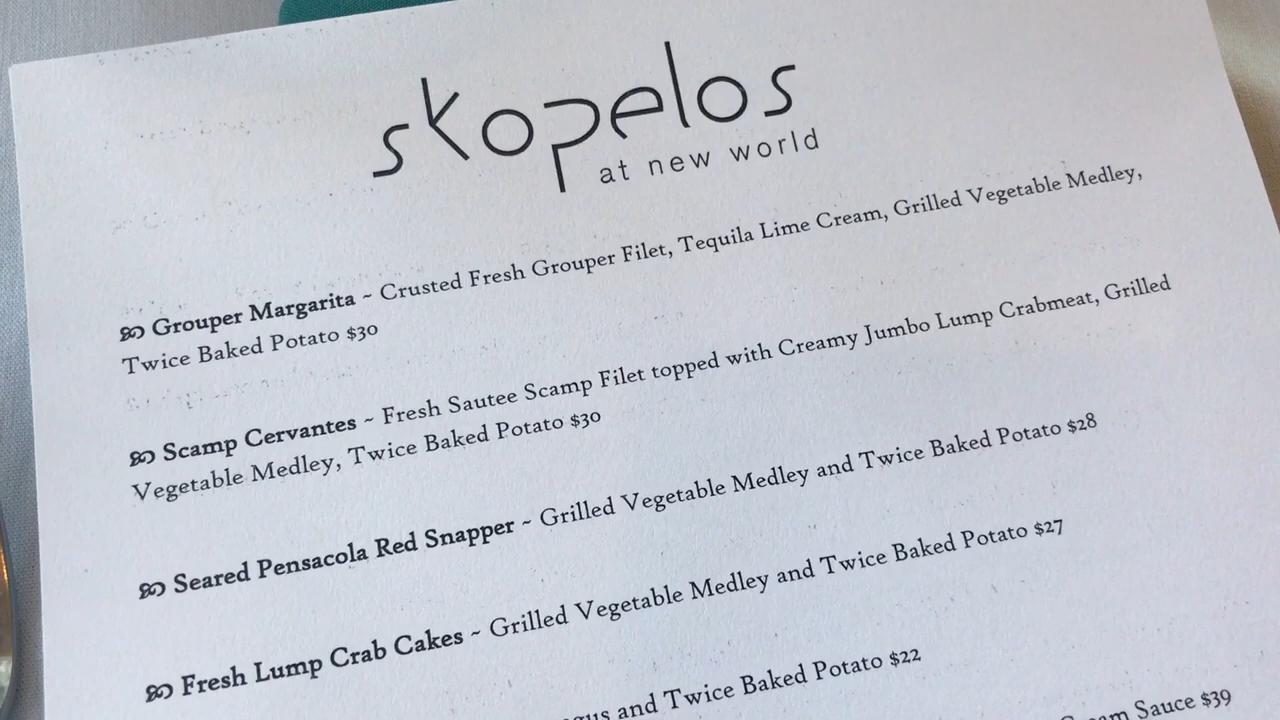 skopelos
at new world
Grouper Margarita ~ Crusted Fresh Grouper Filet, Tequila Lime Cream, Grilled Vegetable Medley,
Twice Baked Potato $30
Scamp Cervantes ~ Fresh Sautee Scamp Filet topped with Creamy Jumbo Lump Crabmeat, Grilled
Vegetable Medley, Twice Baked Potato $30
Seared Pensacola Red Snapper ~ Grilled Vegetable Medley and Twice Baked Potato $28
Fresh Lump Crab Cakes ~ Grilled Vegetable Medley and Twice Baked Potato $27
and Twice Baked Potato $22
Sauce $39